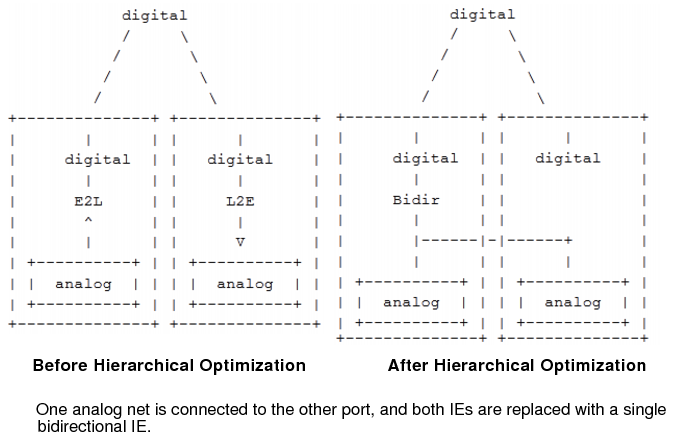 digital digital
digital digital digital digital
E2L L2E Bidir
analog analog analog analog
Before Hierarchical Optimization After Hierarchical Optimization
One analog net is connected to the other port, and both IEs are replaced with a single
bidirectional IE.